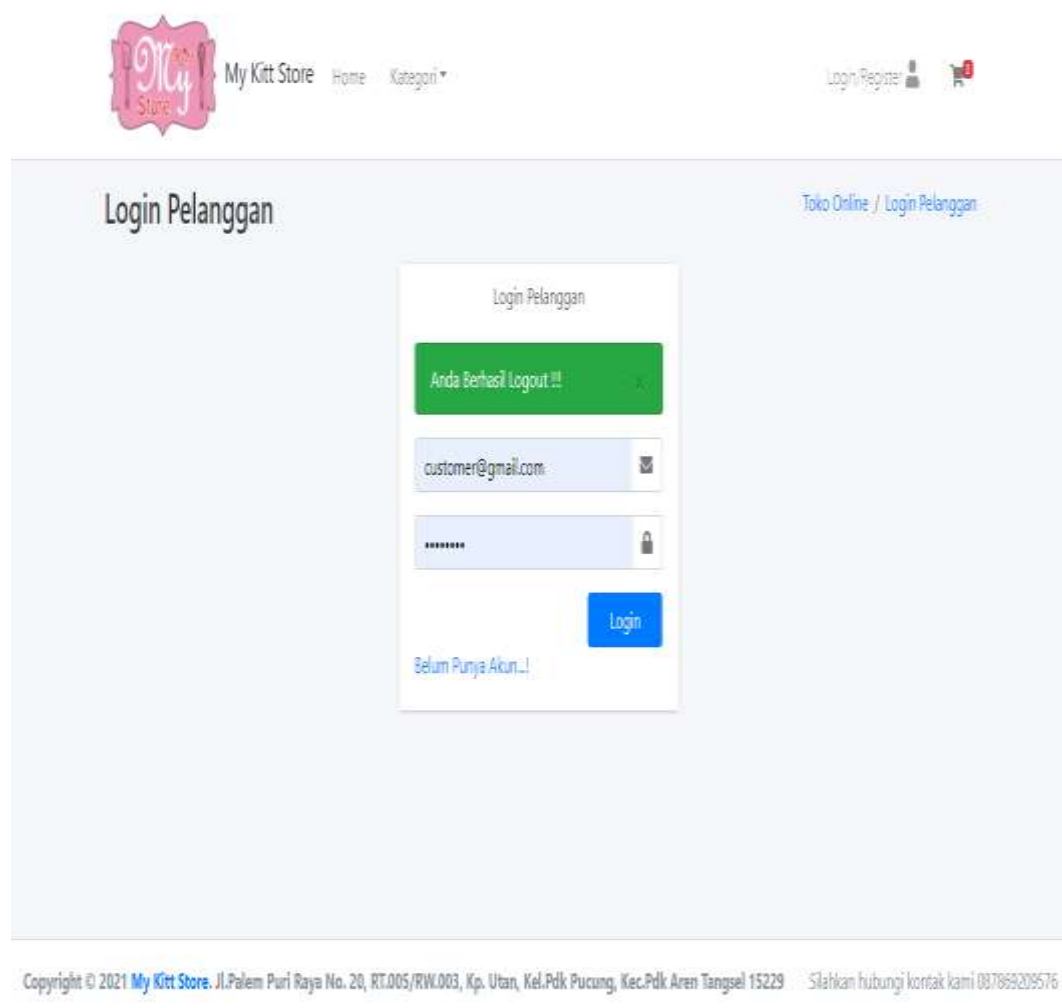 My
Store
My Kitt Store Home Kategori Login/Register
Login Pelanggan
Toko Online / Login Pelanggan
Login Pelanggan
Anda Berhasil Logout !!! x
customer@gmail.com
••••••••
Login
Belum Punya Akun...!
Copyright © 2021 My Kitt Store. Jl.Palem Puri Raya No. 20, RT.005/RW.003, Kp. Utan, Kel.Pdk Pucung, Kec.Pdk Aren Tangsel 15229 Silahkan hubungi kontak kami 087869209576